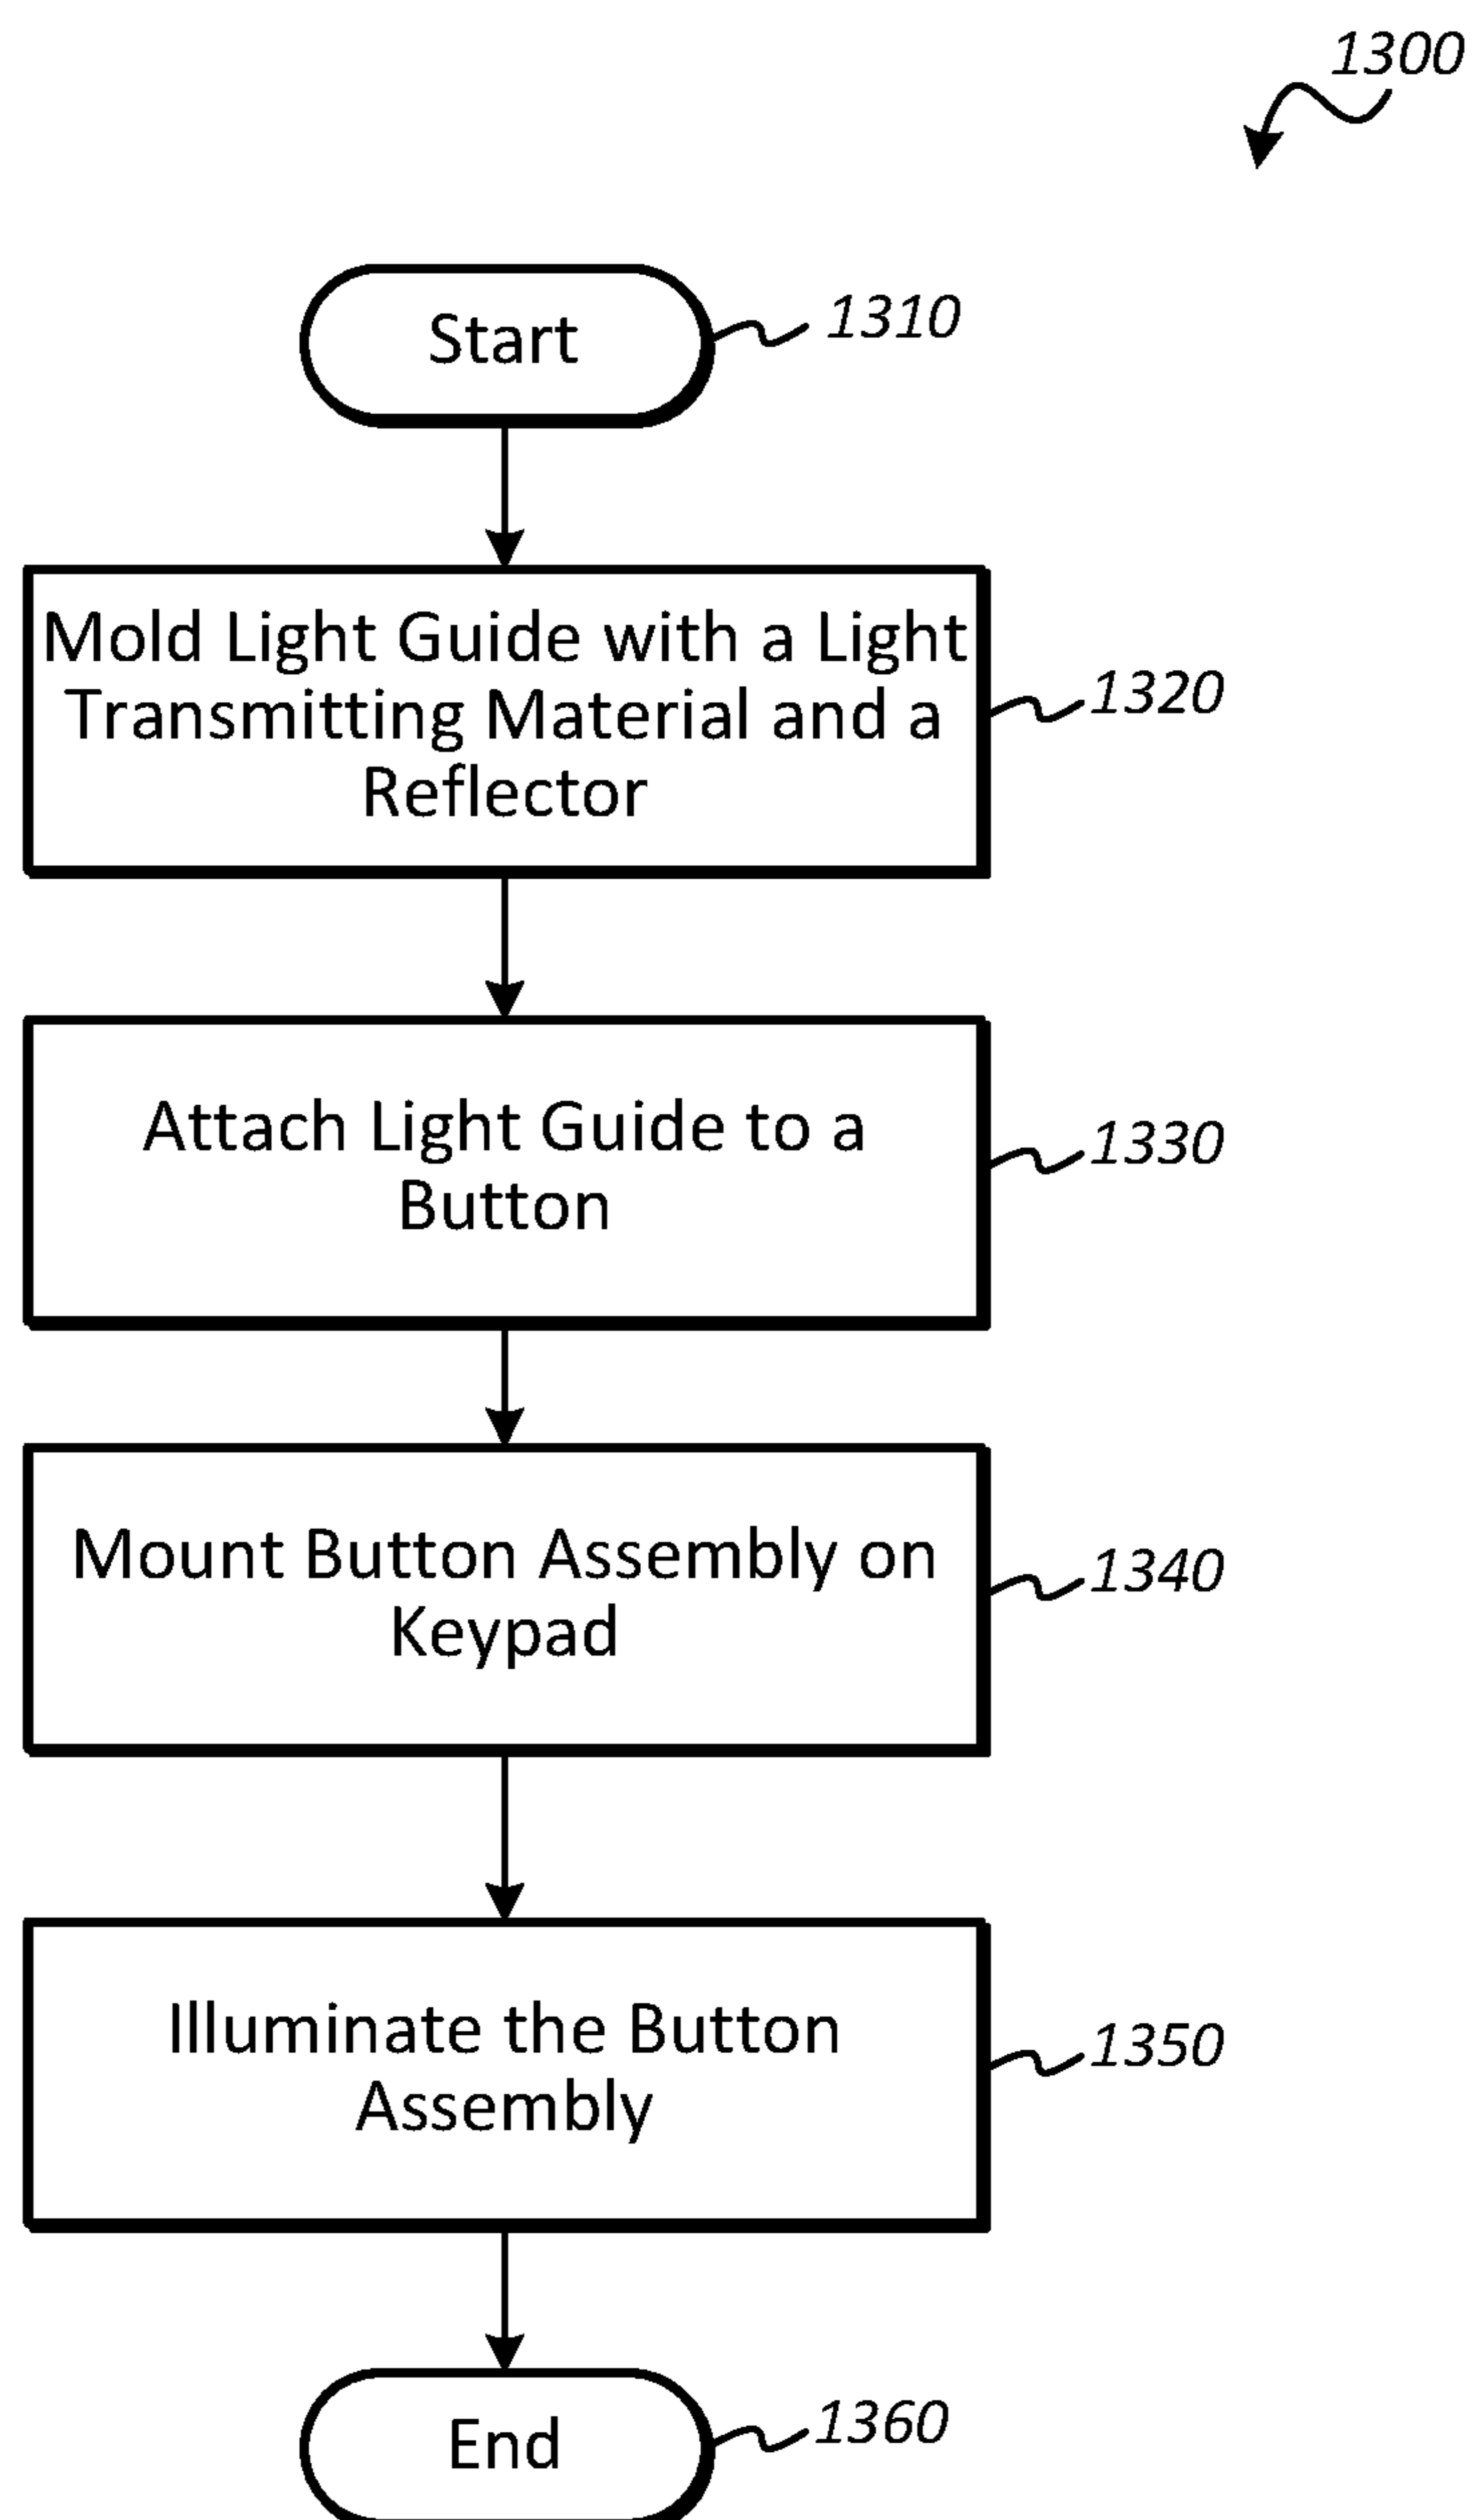 1300
Start
1310
Mold Light Guide with a Light
Transmitting Material and a
Reflector
1320
Attach Light Guide to a
Button
1330
Mount Button Assembly on
Keypad
1340
Illuminate the Button
Assembly
1350
End
1360